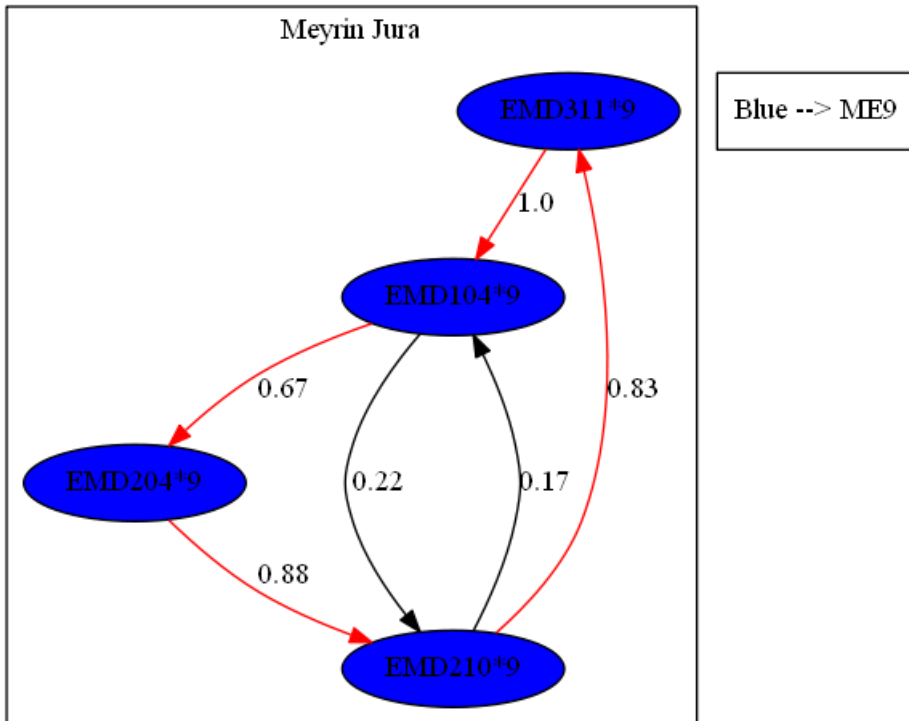 Meyrin Jura
EMD311*9
Blue --> ME9
1.0
EMD104*9
0.67
0.83
EMD204*9
0.22
0.17
0.88
EMD210*9